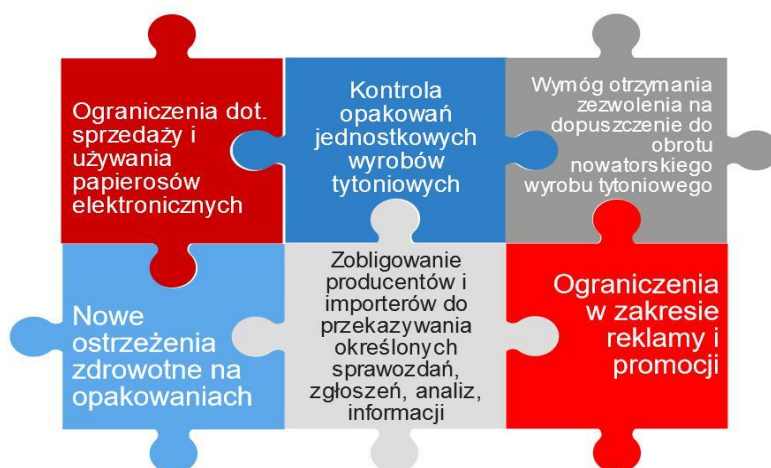 Ograniczenia dot.
sprzedaży i
używania
papierosów
elektronicznych
Kontrola
opakowań
jednostkowych
wyrobów
tytoniowych
Wymóg otrzymania
zezwolenia na
dopuszczenie do
obrotu
nowatorskiego
wyrobu tytoniowego
Nowe
ostrzeżenia
zdrowotne na
opakowaniach
Zobligowanie
producentów i
importerów do
przekazywania
określonych
sprawozdań,
zgłoszeń, analiz,
informacji
Ograniczenia
w zakresie
reklamy i
promocji